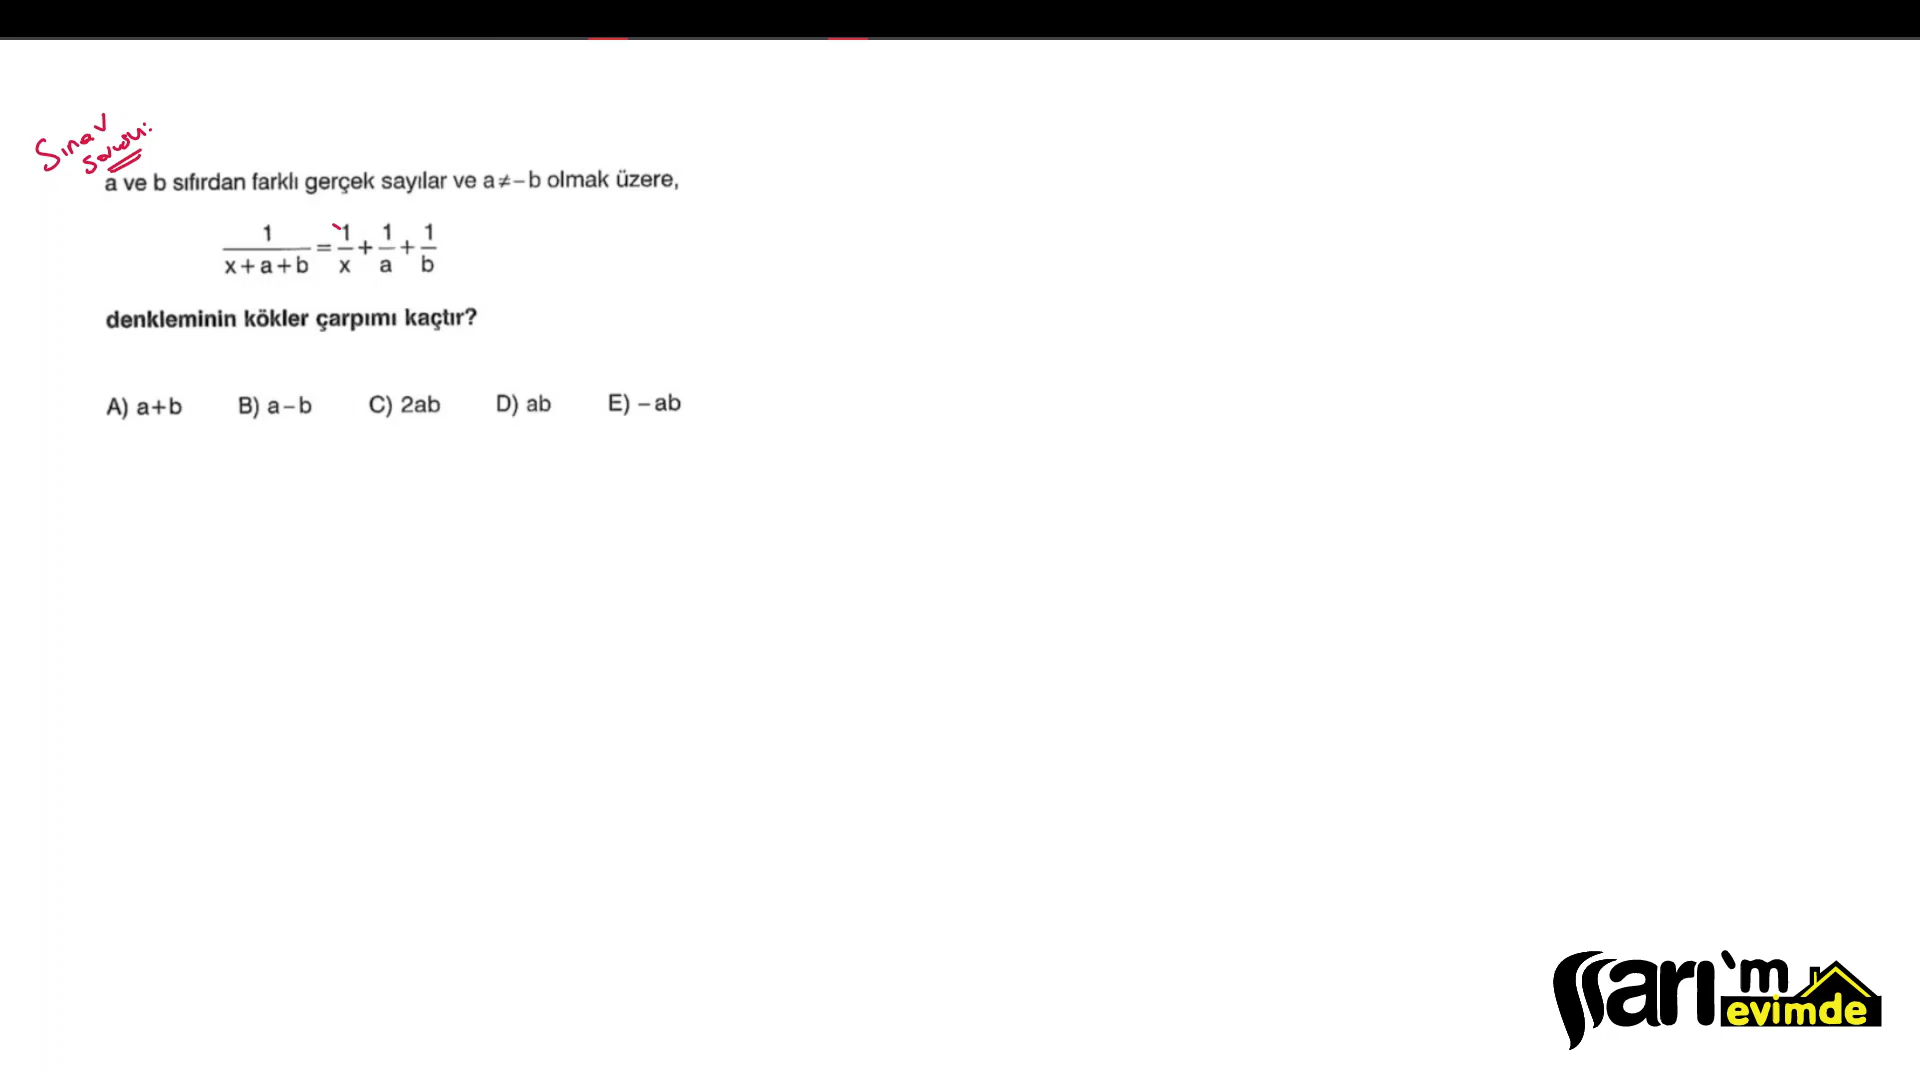 Sınav
Sorusu:
a ve b sıfırdan farklı gerçek sayılar ve a≠−b olmak üzere,
1/(x+a+b) = 1/x + 1/a + 1/b
denkleminin kökler çarpımı kaçtır?
A) a+b B) a−b C) 2ab D) ab E) −ab
sarı'm
evimde